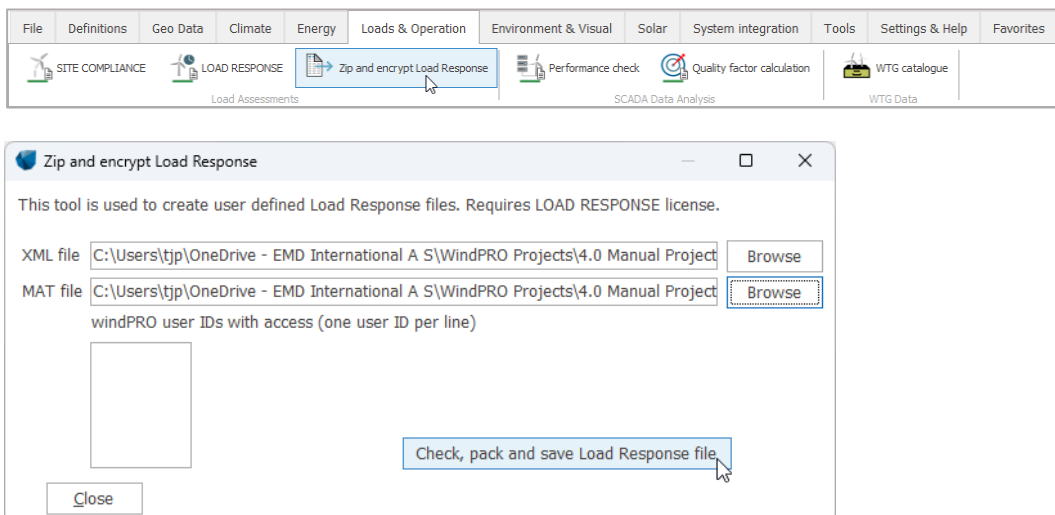 File Definitions Geo Data Climate Energy Loads & Operation Environment & Visual Solar System integration Tools Settings & Help Favorites
SITE COMPLIANCE LOAD RESPONSE Zip and encrypt Load Response Performance check Quality factor calculation WTG catalogue
Load Assessments SCADA Data Analysis WTG Data
Zip and encrypt Load Response
This tool is used to create user defined Load Response files. Requires LOAD RESPONSE license.
XML file C:\Users\tjp\OneDrive - EMD International A S\WindPRO Projects\4.0 Manual Project Browse
MAT file C:\Users\tjp\OneDrive - EMD International A S\WindPRO Projects\4.0 Manual Project Browse
windPRO user IDs with access (one user ID per line)
Check, pack and save Load Response file
Close